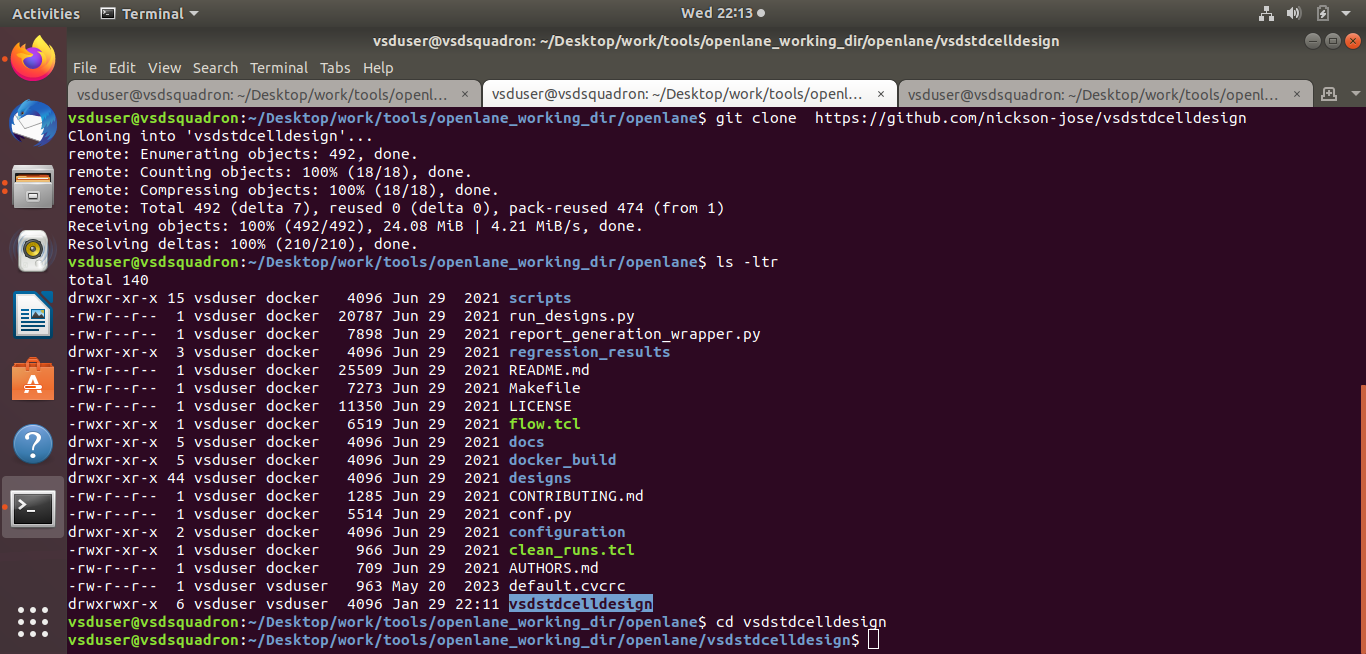 Activities Terminal Wed 22:13
vsduser@vsdsquadron: ~/Desktop/work/tools/openlane_working_dir/openlane/vsdstdcelldesign
File Edit View Search Terminal Tabs Help
vsduser@vsdsquadron: ~/Desktop/work/tools/openl... × vsduser@vsdsquadron: ~/Desktop/work/tools/openl... × vsduser@vsdsquadron: ~/Desktop/work/tools/openl... ×
vsduser@vsdsquadron:~/Desktop/work/tools/openlane_working_dir/openlane$ git clone  https://github.com/nickson-jose/vsdstdcelldesign
Cloning into 'vsdstdcelldesign'...
remote: Enumerating objects: 492, done.
remote: Counting objects: 100% (18/18), done.
remote: Compressing objects: 100% (18/18), done.
remote: Total 492 (delta 7), reused 0 (delta 0), pack-reused 474 (from 1)
Receiving objects: 100% (492/492), 24.08 MiB | 4.21 MiB/s, done.
Resolving deltas: 100% (210/210), done.
vsduser@vsdsquadron:~/Desktop/work/tools/openlane_working_dir/openlane$ ls -ltr
total 140
drwxr-xr-x 15 vsduser docker   4096 Jun 29  2021 scripts
-rw-r--r--  1 vsduser docker  20787 Jun 29  2021 run_designs.py
-rw-r--r--  1 vsduser docker   7898 Jun 29  2021 report_generation_wrapper.py
drwxr-xr-x  3 vsduser docker   4096 Jun 29  2021 regression_results
-rw-r--r--  1 vsduser docker  25509 Jun 29  2021 README.md
-rw-r--r--  1 vsduser docker   7273 Jun 29  2021 Makefile
-rw-r--r--  1 vsduser docker  11350 Jun 29  2021 LICENSE
-rwxr-xr-x  1 vsduser docker   6519 Jun 29  2021 flow.tcl
drwxr-xr-x  5 vsduser docker   4096 Jun 29  2021 docs
drwxr-xr-x  5 vsduser docker   4096 Jun 29  2021 docker_build
drwxr-xr-x 44 vsduser docker   4096 Jun 29  2021 designs
-rw-r--r--  1 vsduser docker   1285 Jun 29  2021 CONTRIBUTING.md
-rw-r--r--  1 vsduser docker   5514 Jun 29  2021 conf.py
drwxr-xr-x  2 vsduser docker   4096 Jun 29  2021 configuration
-rwxr-xr-x  1 vsduser docker    966 Jun 29  2021 clean_runs.tcl
-rw-r--r--  1 vsduser docker    709 Jun 29  2021 AUTHORS.md
-rw-r--r--  1 vsduser vsduser   963 May 20  2023 default.cvcrc
drwxrwxr-x  6 vsduser vsduser  4096 Jan 29 22:11 vsdstdcelldesign
vsduser@vsdsquadron:~/Desktop/work/tools/openlane_working_dir/openlane$ cd vsdstdcelldesign
vsduser@vsdsquadron:~/Desktop/work/tools/openlane_working_dir/openlane/vsdstdcelldesign$